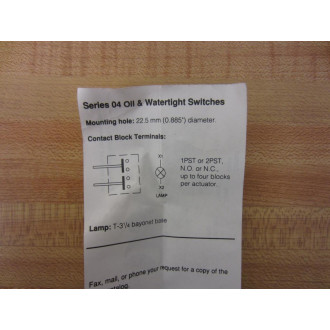 Series 04 Oil & Watertight Switches
Mounting hole: 22.5 mm (0.885") diameter.
Contact Block Terminals:
X1
X2
LAMP
1PST or 2PST,
N.O. or N.C.,
up to four blocks
per actuator.
Lamp: T-3¼ bayonet base
Fax, mail, or phone your request for a copy of the